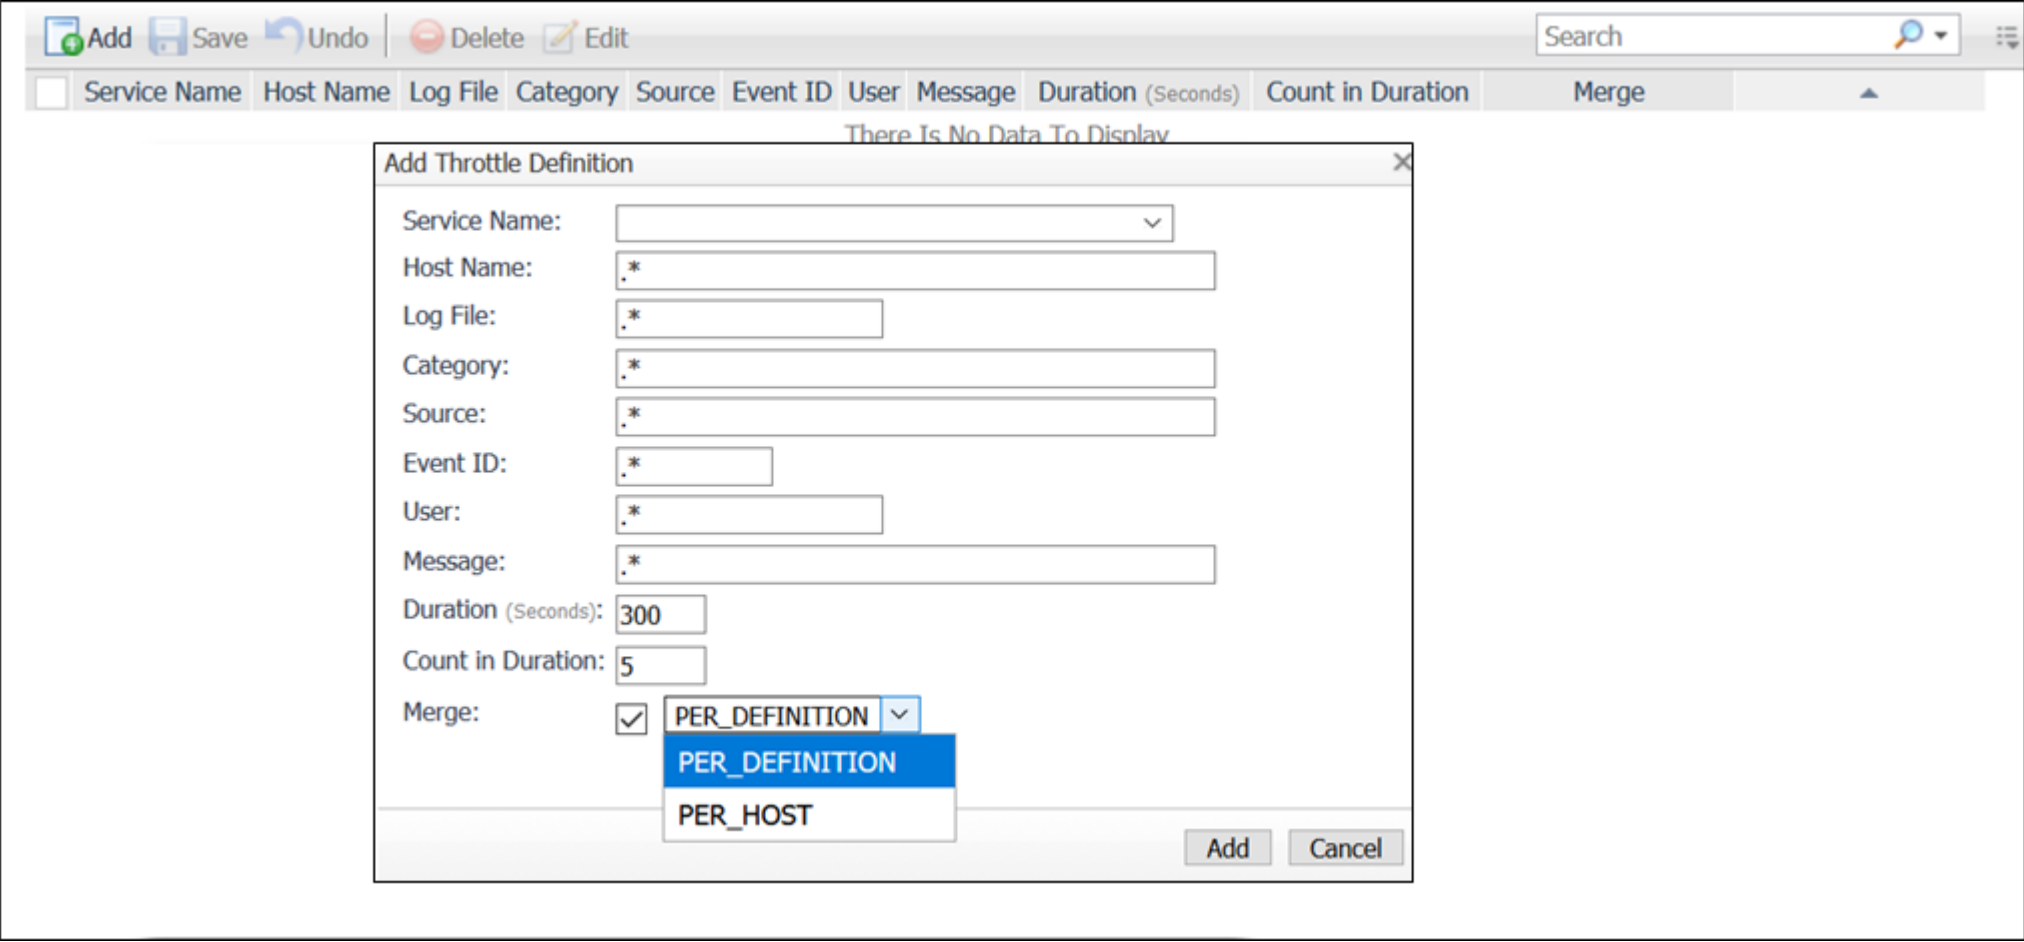 Add Save Undo Delete Edit Search
Service Name Host Name Log File Category Source Event ID User Message Duration (Seconds) Count in Duration Merge
There Is No Data To Display
Add Throttle Definition
Service Name:
Host Name: .*
Log File: .*
Category: .*
Source: .*
Event ID: .*
User: .*
Message: .*
Duration (Seconds): 300
Count in Duration: 5
Merge: PER_DEFINITION
PER_DEFINITION
PER_HOST
Add Cancel